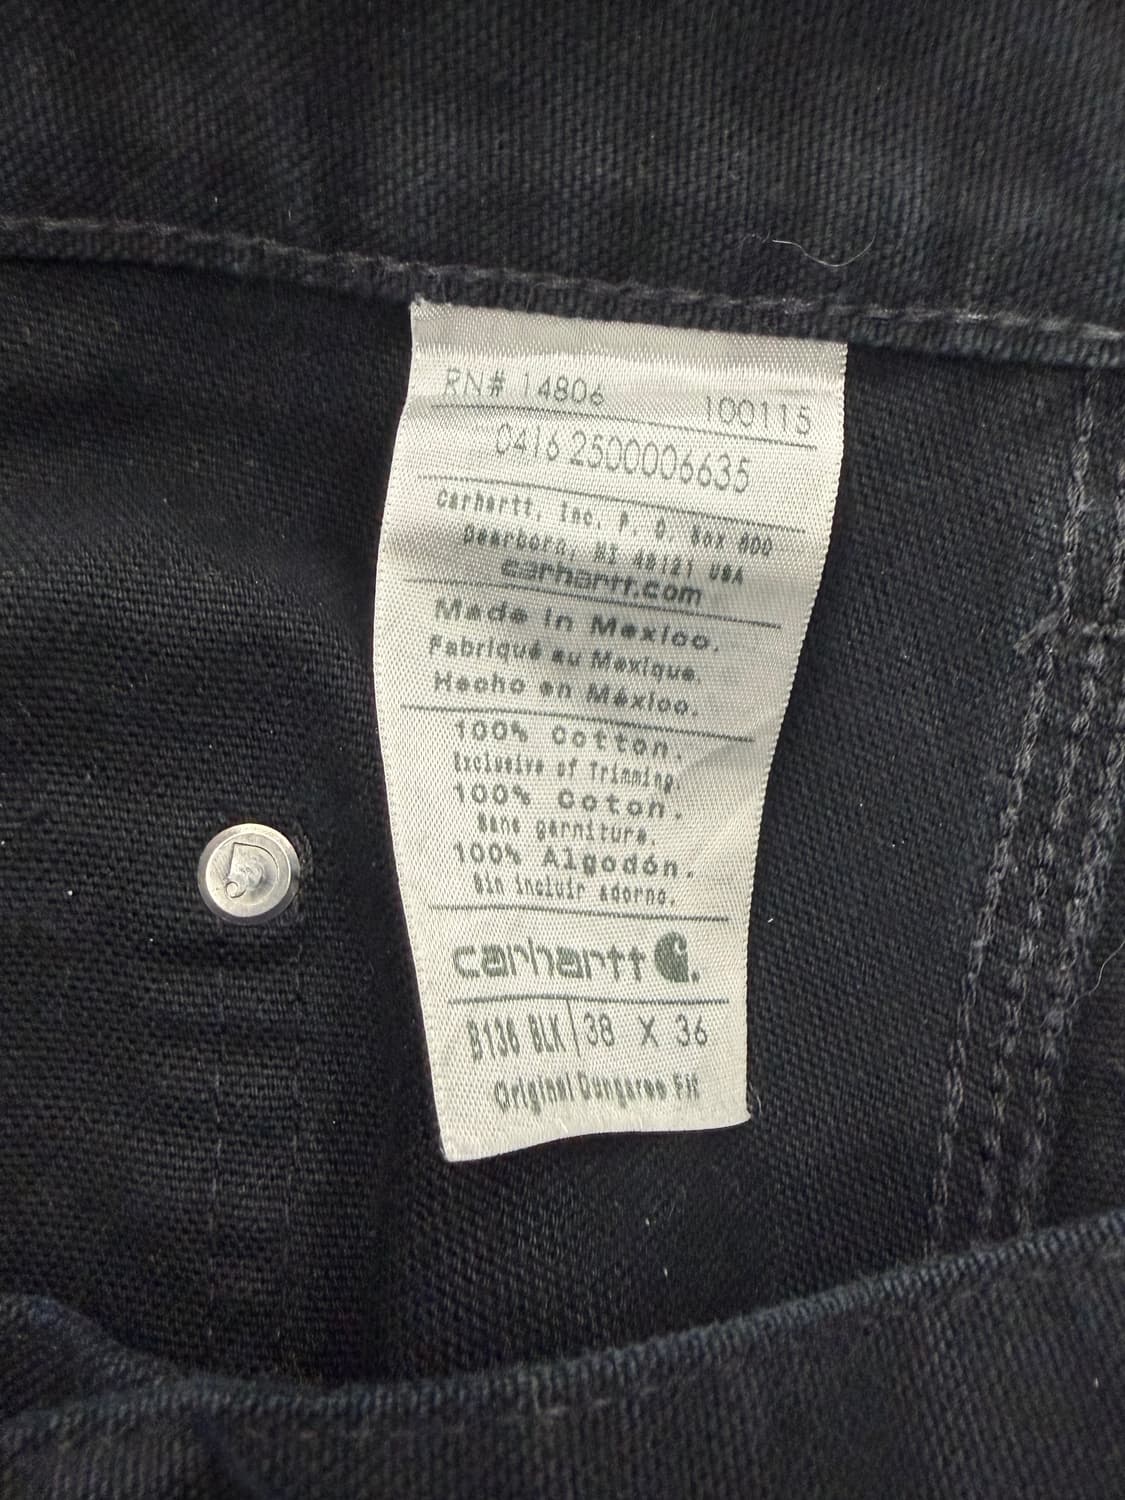 RN# 14806 100115
0416 2500006635
Carhartt, Inc. P. O. Box 600
Dearborn, MI 48121 USA
carhartt.com
Made in Mexico.
Fabriqué au Mexique.
Hecho en México.
100% Cotton.
Exclusive of Trimming.
100% Coton.
Sans garniture.
100% Algodón.
Sin incluir adorno.
carhartt
B136 BLK | 38 X 36
Original Dungaree Fit